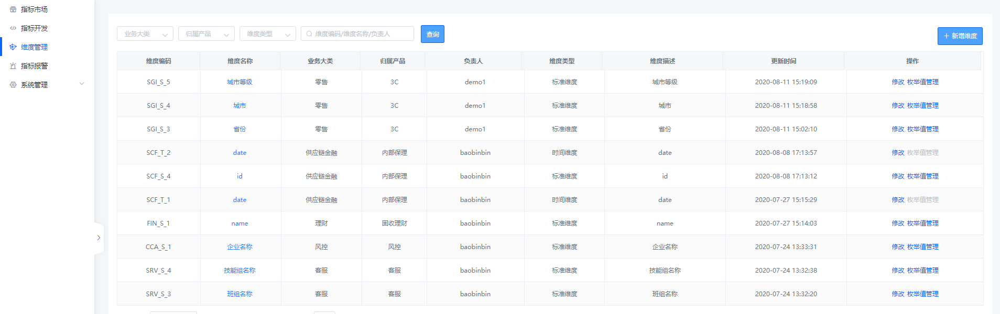 指标市场
指标开发
维度管理
指标报警
系统管理
业务大类 归属产品 维度类型 维度编码/维度名称/负责人 查询
新增维度
维度编码 维度名称 业务大类 归属产品 负责人 维度类型 维度描述 更新时间 操作
SGI_S_5 城市等级 零售 3C demo1 标准维度 城市等级 2020-08-11 15:19:09 修改 枚举值管理
SGI_S_4 城市 零售 3C demo1 标准维度 城市 2020-08-11 15:18:58 修改 枚举值管理
SGI_S_3 省份 零售 3C demo1 标准维度 省份 2020-08-11 15:02:10 修改 枚举值管理
SCF_T_2 date 供应链金融 内部保理 baobinbin 时间维度 date 2020-08-08 17:13:57 修改 枚举值管理
SCF_S_4 id 供应链金融 内部保理 baobinbin 标准维度 id 2020-08-08 17:13:12 修改 枚举值管理
SCF_T_1 date 供应链金融 内部保理 baobinbin 时间维度 date 2020-07-27 15:15:29 修改 枚举值管理
FIN_S_1 name 理财 固收理财 baobinbin 标准维度 name 2020-07-27 15:14:03 修改 枚举值管理
CCA_S_1 企业名称 风控 风控 baobinbin 标准维度 企业名称 2020-07-24 13:33:31 修改 枚举值管理
SRV_S_4 技能组名称 客服 客服 baobinbin 标准维度 技能组名称 2020-07-24 13:32:38 修改 枚举值管理
SRV_S_3 班组名称 客服 客服 baobinbin 标准维度 班组名称 2020-07-24 13:32:20 修改 枚举值管理